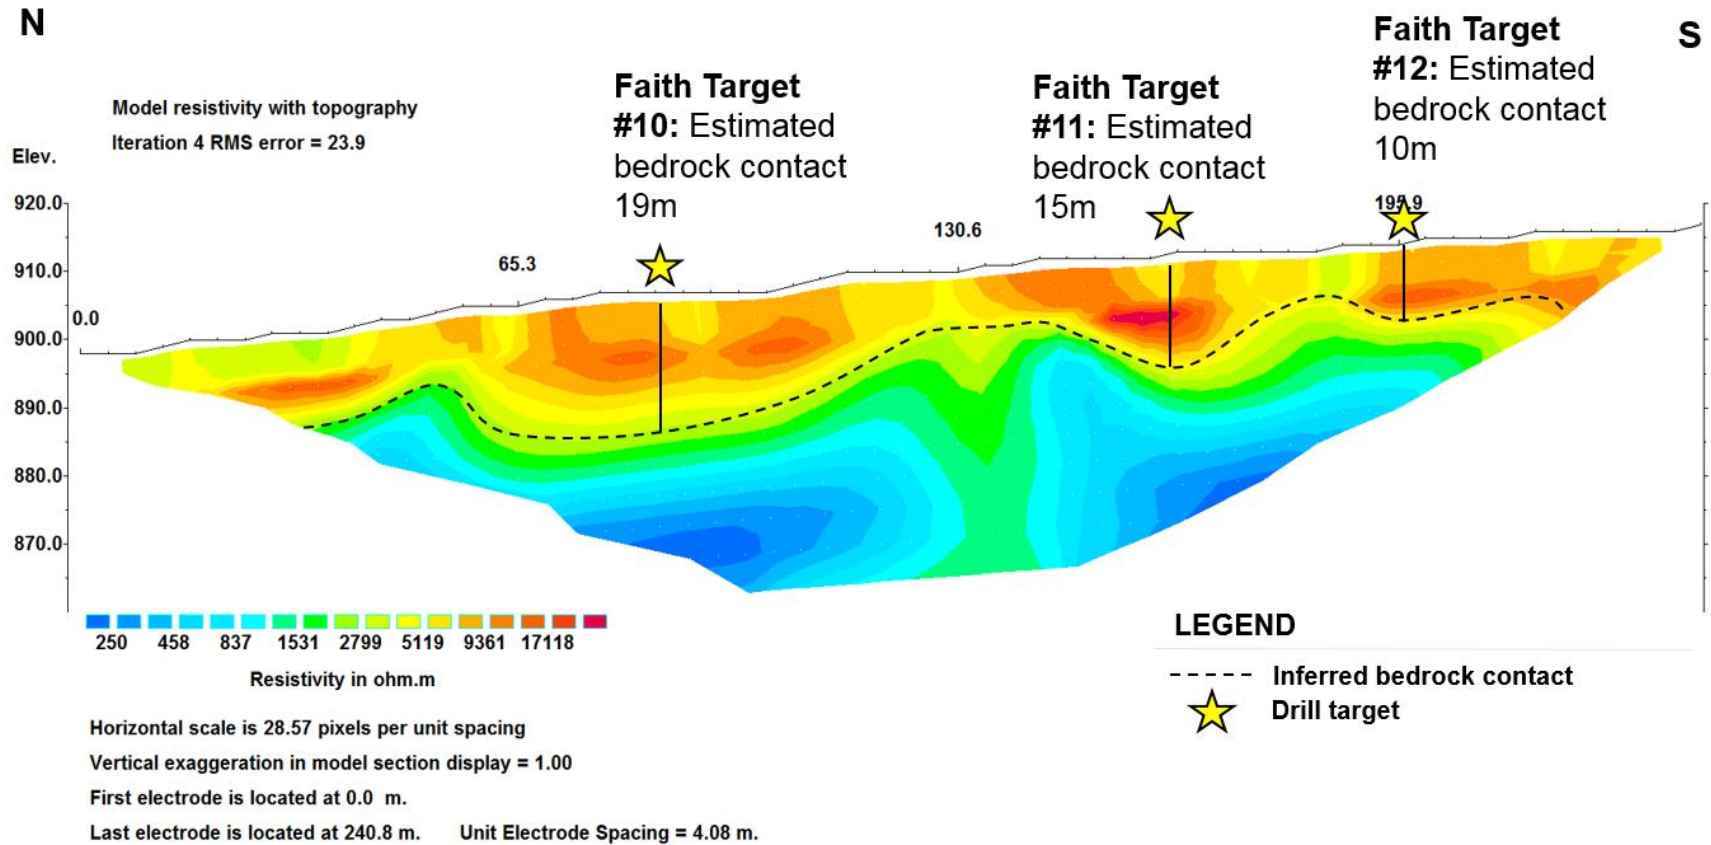 N
S
Faith Target
#10: Estimated
bedrock contact
19m
Faith Target
#11: Estimated
bedrock contact
15m
Faith Target
#12: Estimated
bedrock contact
10m
Model resistivity with topography
Iteration 4 RMS error = 23.9
Elev.
920.0
910.0
900.0
890.0
880.0
870.0
0.0
65.3
130.6
195.9
250 458 837 1531 2799 5119 9361 17118
Resistivity in ohm.m
Horizontal scale is 28.57 pixels per unit spacing
Vertical exaggeration in model section display = 1.00
First electrode is located at 0.0 m.
Last electrode is located at 240.8 m. Unit Electrode Spacing = 4.08 m.
LEGEND
Inferred bedrock contact
Drill target